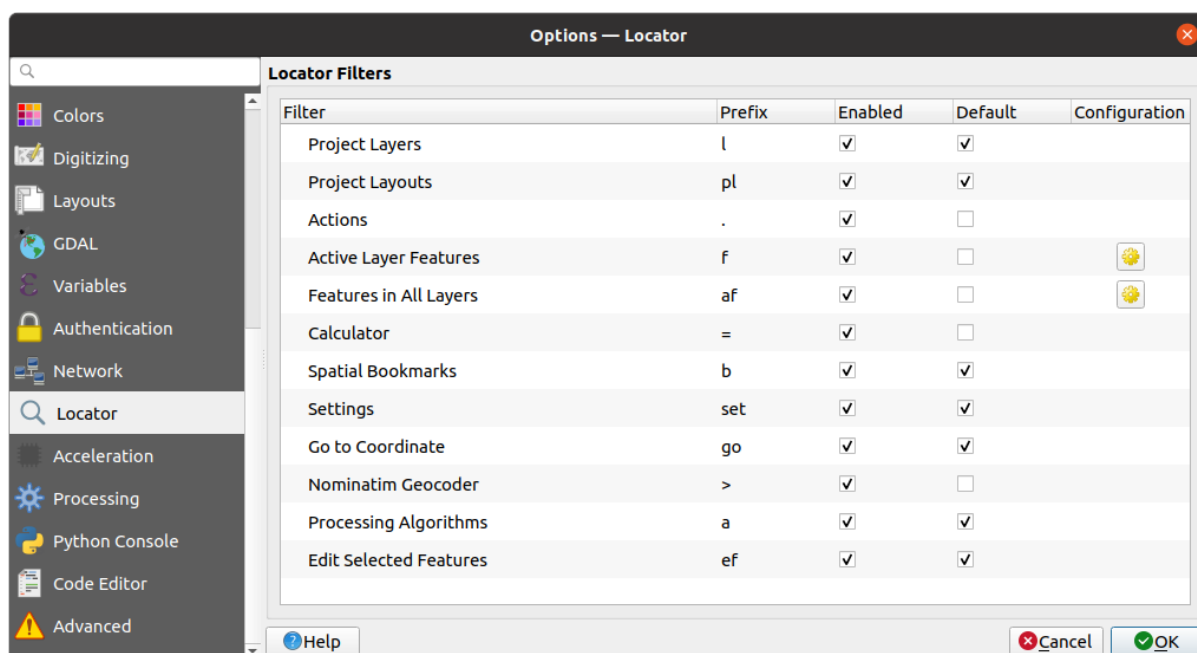 Options — Locator
Locator Filters
Colors
Digitizing
Layouts
GDAL
Variables
Authentication
Network
Locator
Acceleration
Processing
Python Console
Code Editor
Advanced
Filter Prefix Enabled Default Configuration
Project Layers l
Project Layouts pl
Actions .
Active Layer Features f
Features in All Layers af
Calculator =
Spatial Bookmarks b
Settings set
Go to Coordinate go
Nominatim Geocoder >
Processing Algorithms a
Edit Selected Features ef
Help Cancel OK